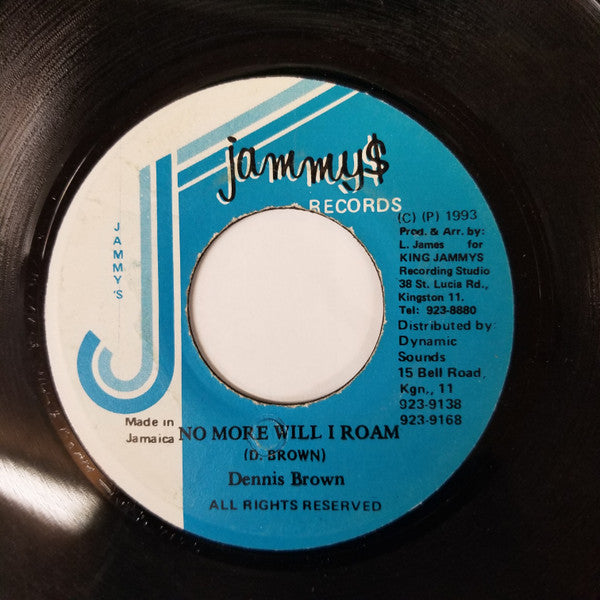 jammy$
RECORDS
JAMMY'S
(C) (P) 1993
Prod. & Arr. by:
L. James for
KING JAMMYS
Recording Studio
38 St. Lucia Rd.,
Kingston 11.
Tel: 923-8880
Distributed by:
Dynamic
Sounds
15 Bell Road,
Kgn., 11
923-9138
923-9168
Made in
Jamaica
NO MORE WILL I ROAM
(D. BROWN)
Dennis Brown
ALL RIGHTS RESERVED